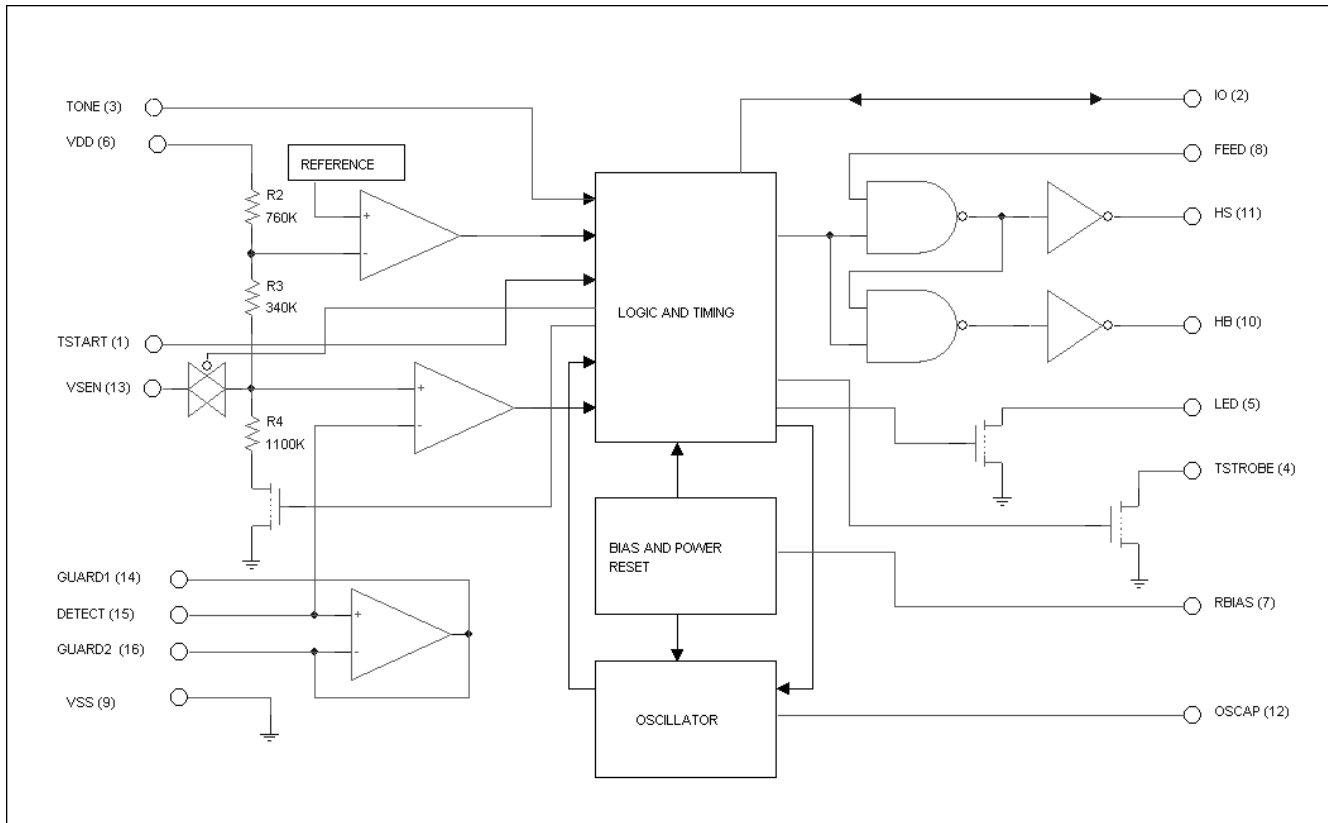 TONE (3)
VDD (6)
REFERENCE
R2
760K
+
-
R3
340K
TSTART (1)
VSEN (13)
R4
1100K
+
-
GUARD1 (14)
DETECT (15)
GUARD2 (16)
+
-
VSS (9)
LOGIC AND TIMING
BIAS AND POWER
RESET
OSCILLATOR
IO (2)
FEED (8)
HS (11)
HB (10)
LED (5)
TSTROBE (4)
RBIAS (7)
OSCAP (12)